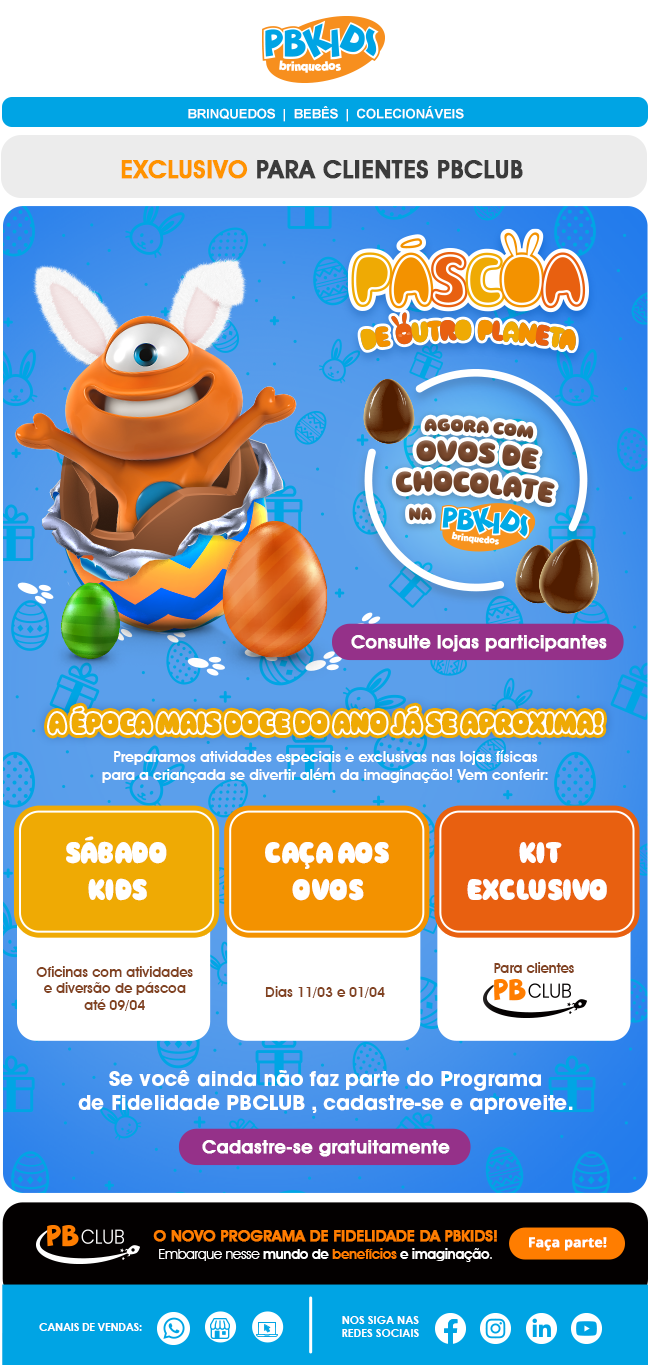 PBKIDS
brinquedos
BRINQUEDOS | BEBÊS | COLECIONÁVEIS
EXCLUSIVO PARA CLIENTES PBCLUB
PÁSCOA
DE OUTRO PLANETA
AGORA COM
OVOS DE
CHOCOLATE
NA PBKIDS
brinquedos
Consulte lojas participantes
A ÉPOCA MAIS DOCE DO ANO JÁ SE APROXIMA!
Preparamos atividades especiais e exclusivas nas lojas físicas
para a criançada se divertir além da imaginação! Vem conferir:
SÁBADO
KIDS
Oficinas com atividades
e diversão de páscoa
até 09/04
CAÇA AOS
OVOS
Dias 11/03 e 01/04
KIT
EXCLUSIVO
Para clientes
PB CLUB
Se você ainda não faz parte do Programa
de Fidelidade PBCLUB , cadastre-se e aproveite.
Cadastre-se gratuitamente
PB CLUB
O NOVO PROGRAMA DE FIDELIDADE DA PBKIDS!
Embarque nesse mundo de benefícios e imaginação.
Faça parte!
CANAIS DE VENDAS:
NOS SIGA NAS
REDES SOCIAIS